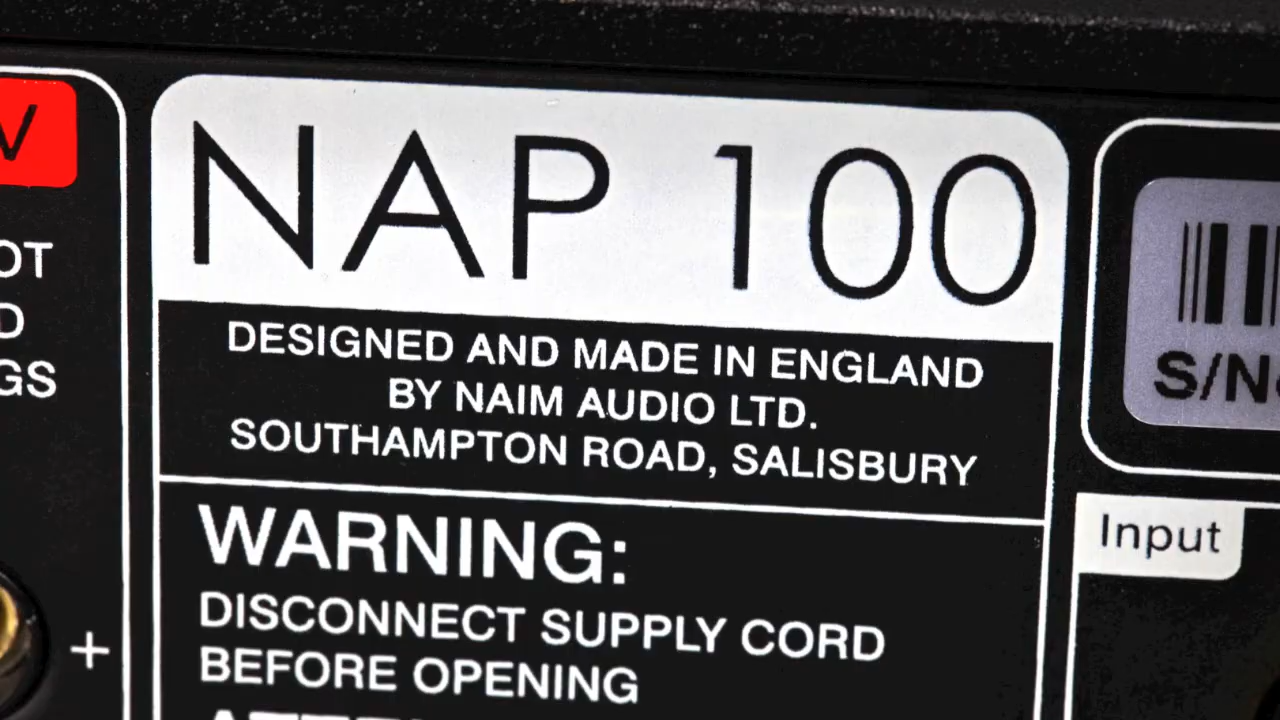 V
NAP 100
DESIGNED AND MADE IN ENGLAND
BY NAIM AUDIO LTD.
SOUTHAMPTON ROAD, SALISBURY
WARNING:
DISCONNECT SUPPLY CORD
BEFORE OPENING
+
S/N
Input